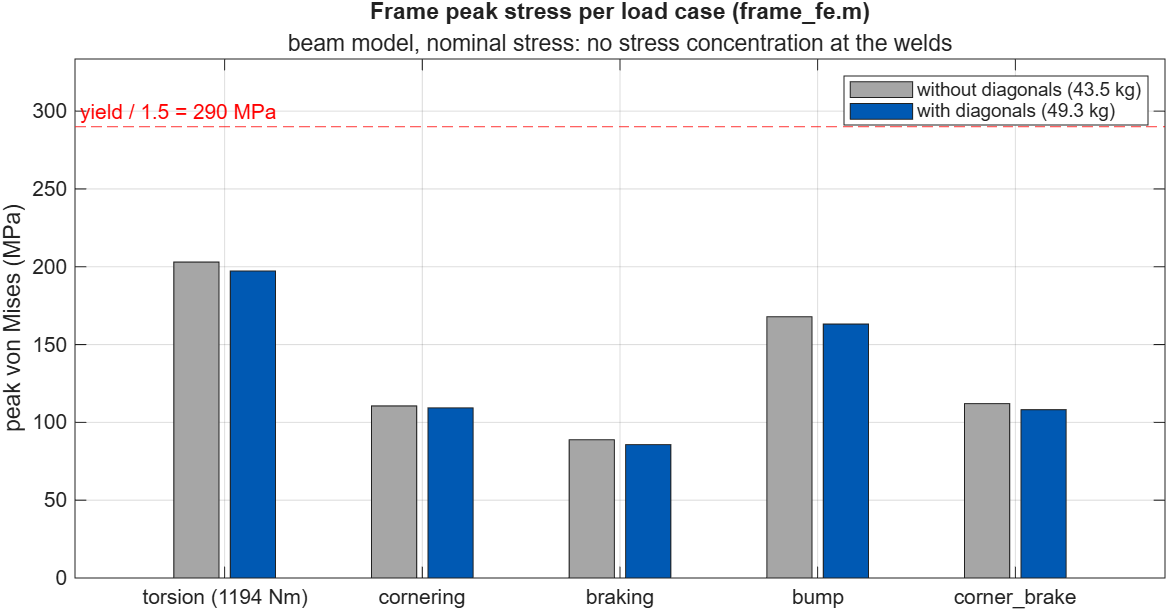 Frame peak stress per load case (frame_fe.m)
beam model, nominal stress: no stress concentration at the welds
without diagonals (43.5 kg)
with diagonals (49.3 kg)
yield / 1.5 = 290 MPa
peak von Mises (MPa)
300
250
200
150
100
50
0
torsion (1194 Nm)
cornering
braking
bump
corner_brake